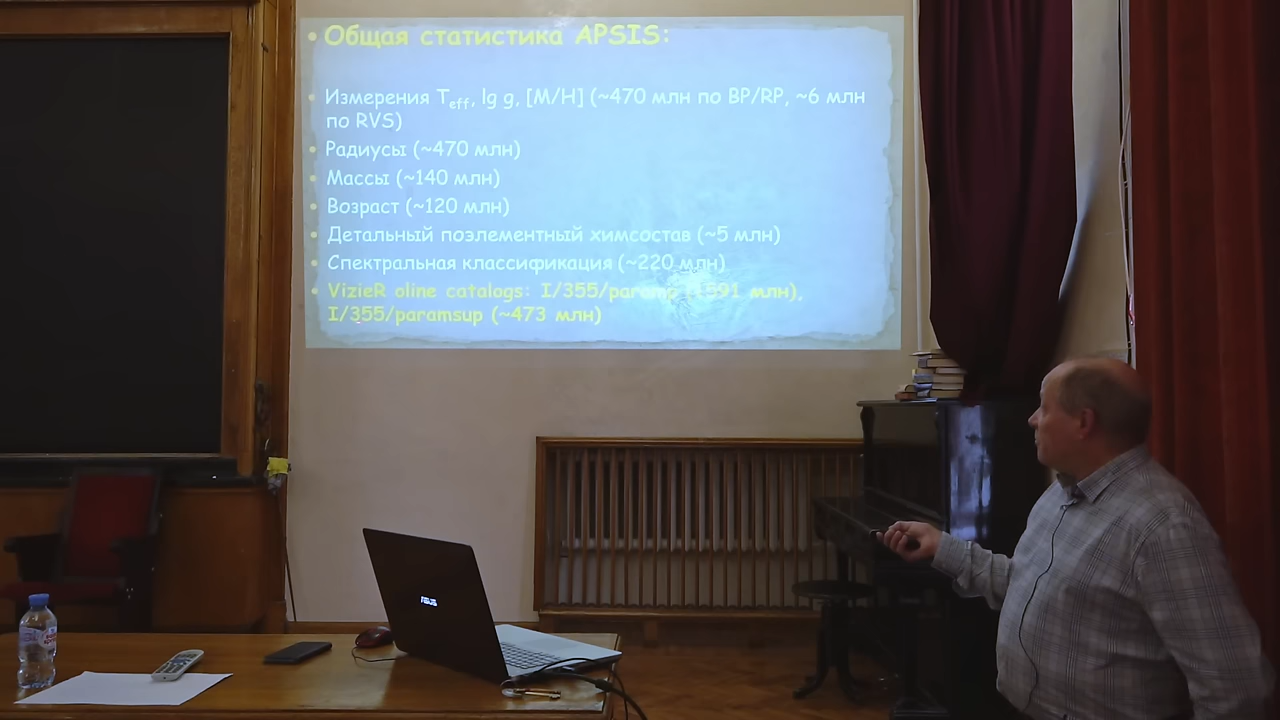 • Общая статистика APSIS:
• Измерения Teff, lg g, [M/H] (~470 млн по BP/RP, ~6 млн
по RVS)
• Радиусы (~470 млн)
• Массы (~140 млн)
• Возраст (~120 млн)
• Детальный поэлементный химсостав (~5 млн)
• Спектральная классификация (~220 млн)
• VizieR oline catalogs: I/355/paramp (1591 млн),
I/355/paramsup (~473 млн)
ASUS